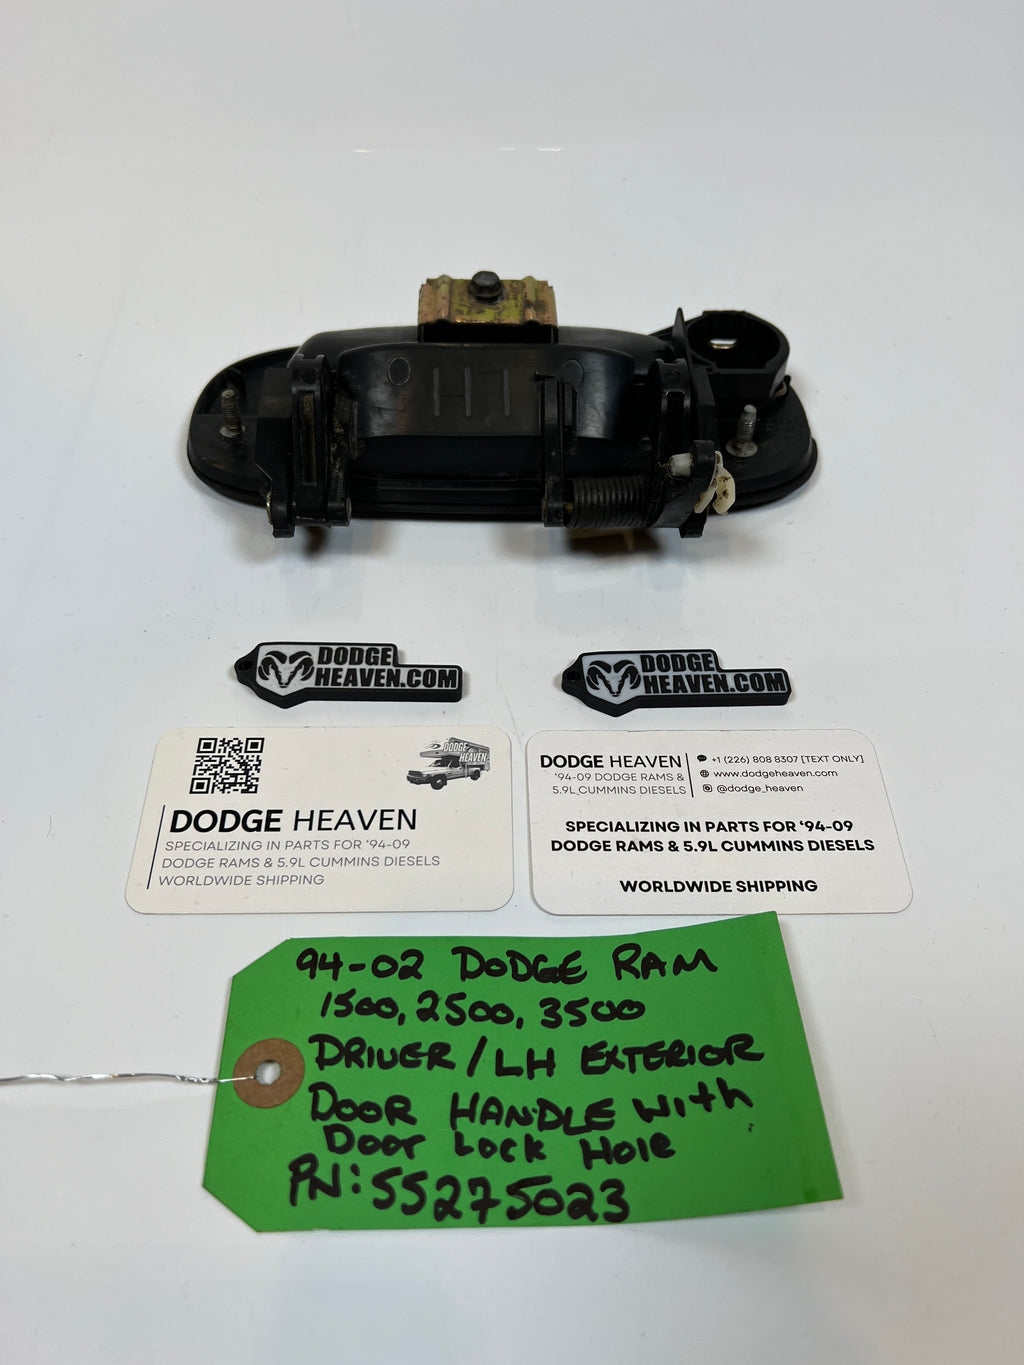 LH
DODGE
HEAVEN.COM
DODGE
HEAVEN.COM
DODGE
HEAVEN
DODGE HEAVEN
SPECIALIZING IN PARTS FOR '94-09
DODGE RAMS & 5.9L CUMMINS DIESELS
WORLDWIDE SHIPPING
DODGE HEAVEN
'94-09 DODGE RAMS &
5.9L CUMMINS DIESELS
+1 (226) 808 8307 [TEXT ONLY]
www.dodgeheaven.com
@dodge_heaven
SPECIALIZING IN PARTS FOR '94-09
DODGE RAMS & 5.9L CUMMINS DIESELS
WORLDWIDE SHIPPING
94-02 DODGE RAM
1500, 2500, 3500
DRIVER/LH EXTERIOR
DOOR HANDLE with
Door Lock Hole
PN: 55275023